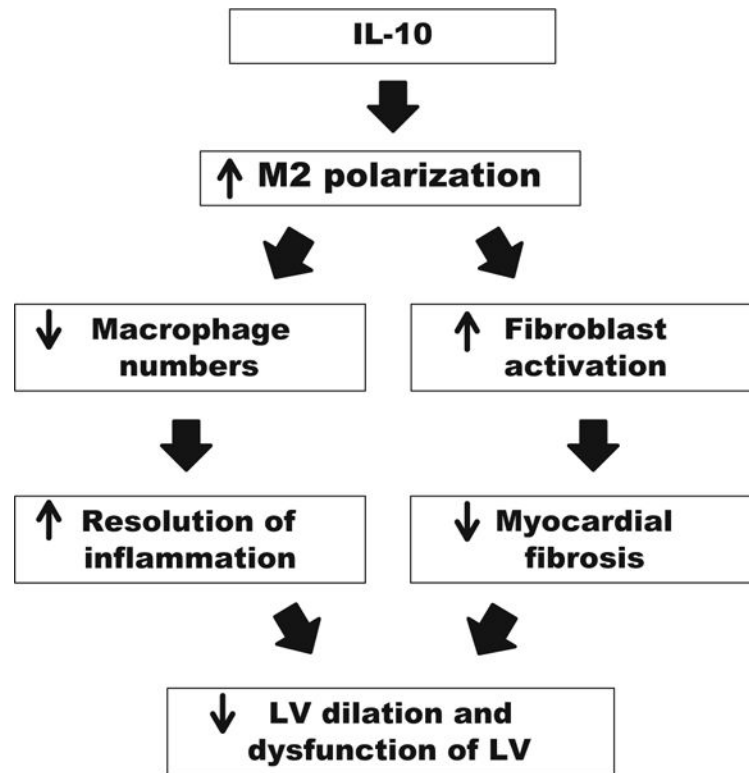 IL-10
↑ M2 polarization
↓ Macrophage
numbers
↑ Fibroblast
activation
↑ Resolution of
inflammation
↓ Myocardial
fibrosis
↓ LV dilation and
dysfunction of LV